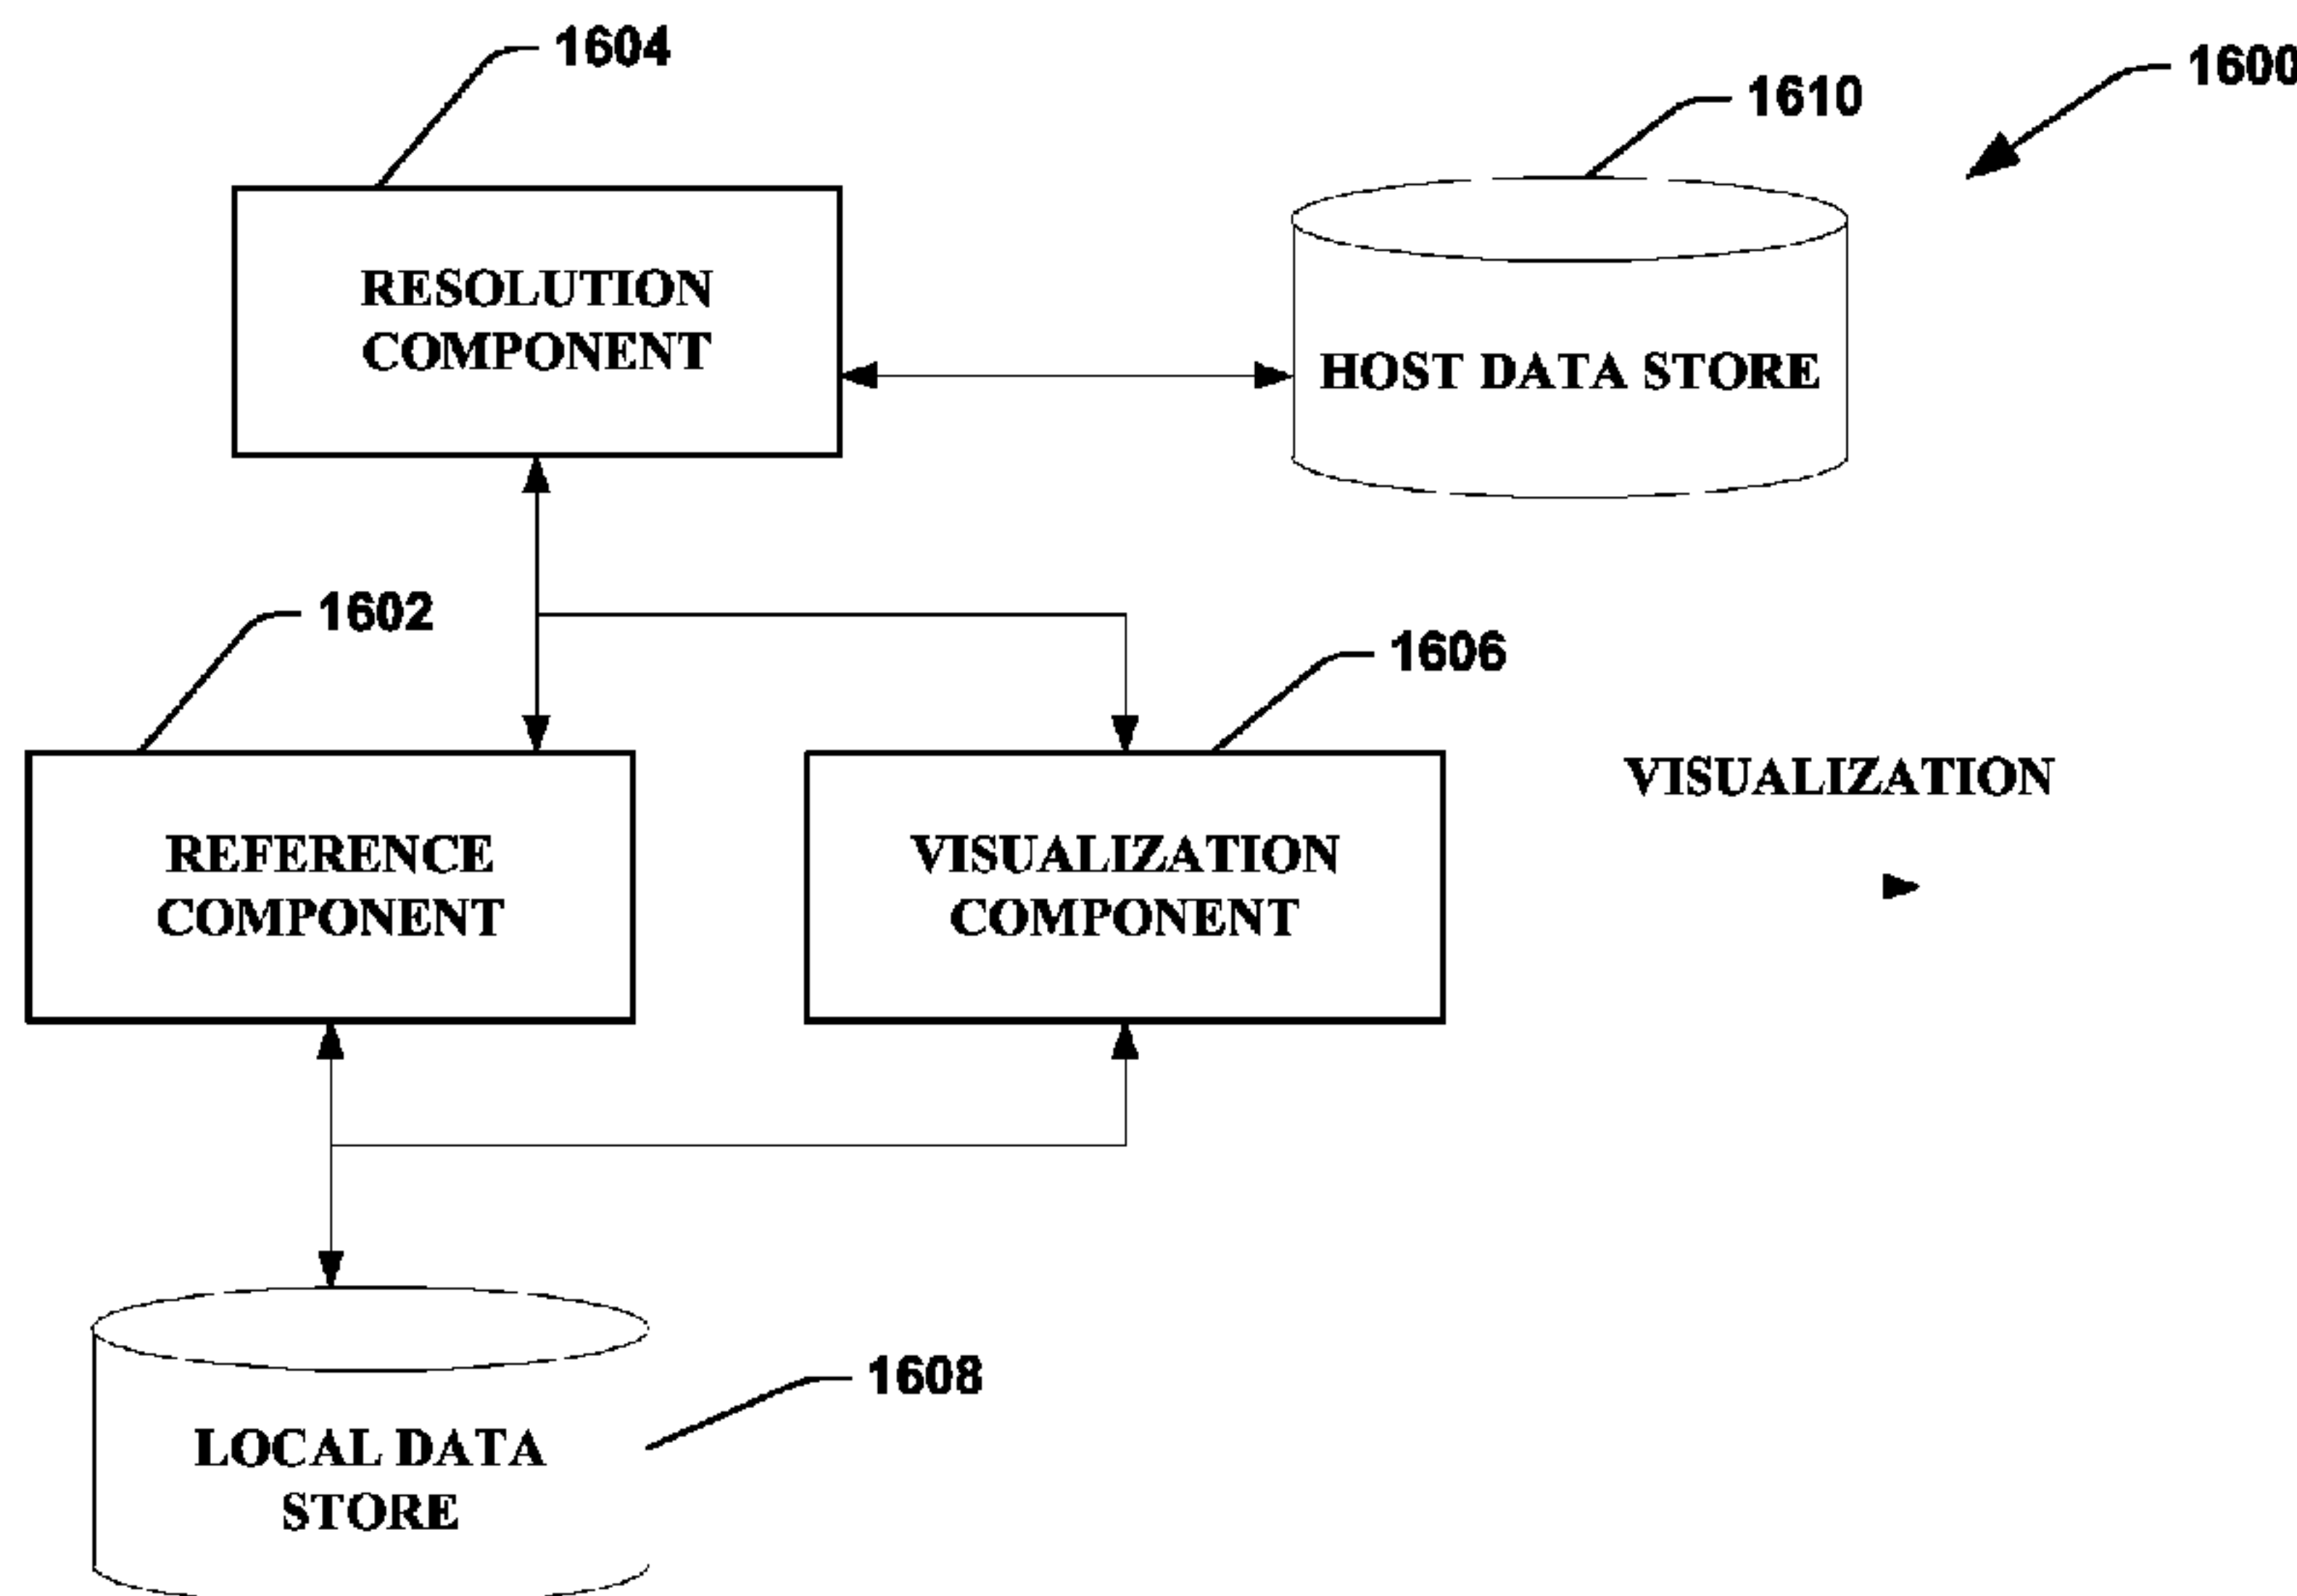 1604
1610
1600
RESOLUTION
COMPONENT
HOST DATA STORE
1602
1606
REFERENCE
COMPONENT
VISUALIZATION
COMPONENT
VISUALIZATION
1608
LOCAL DATA
STORE